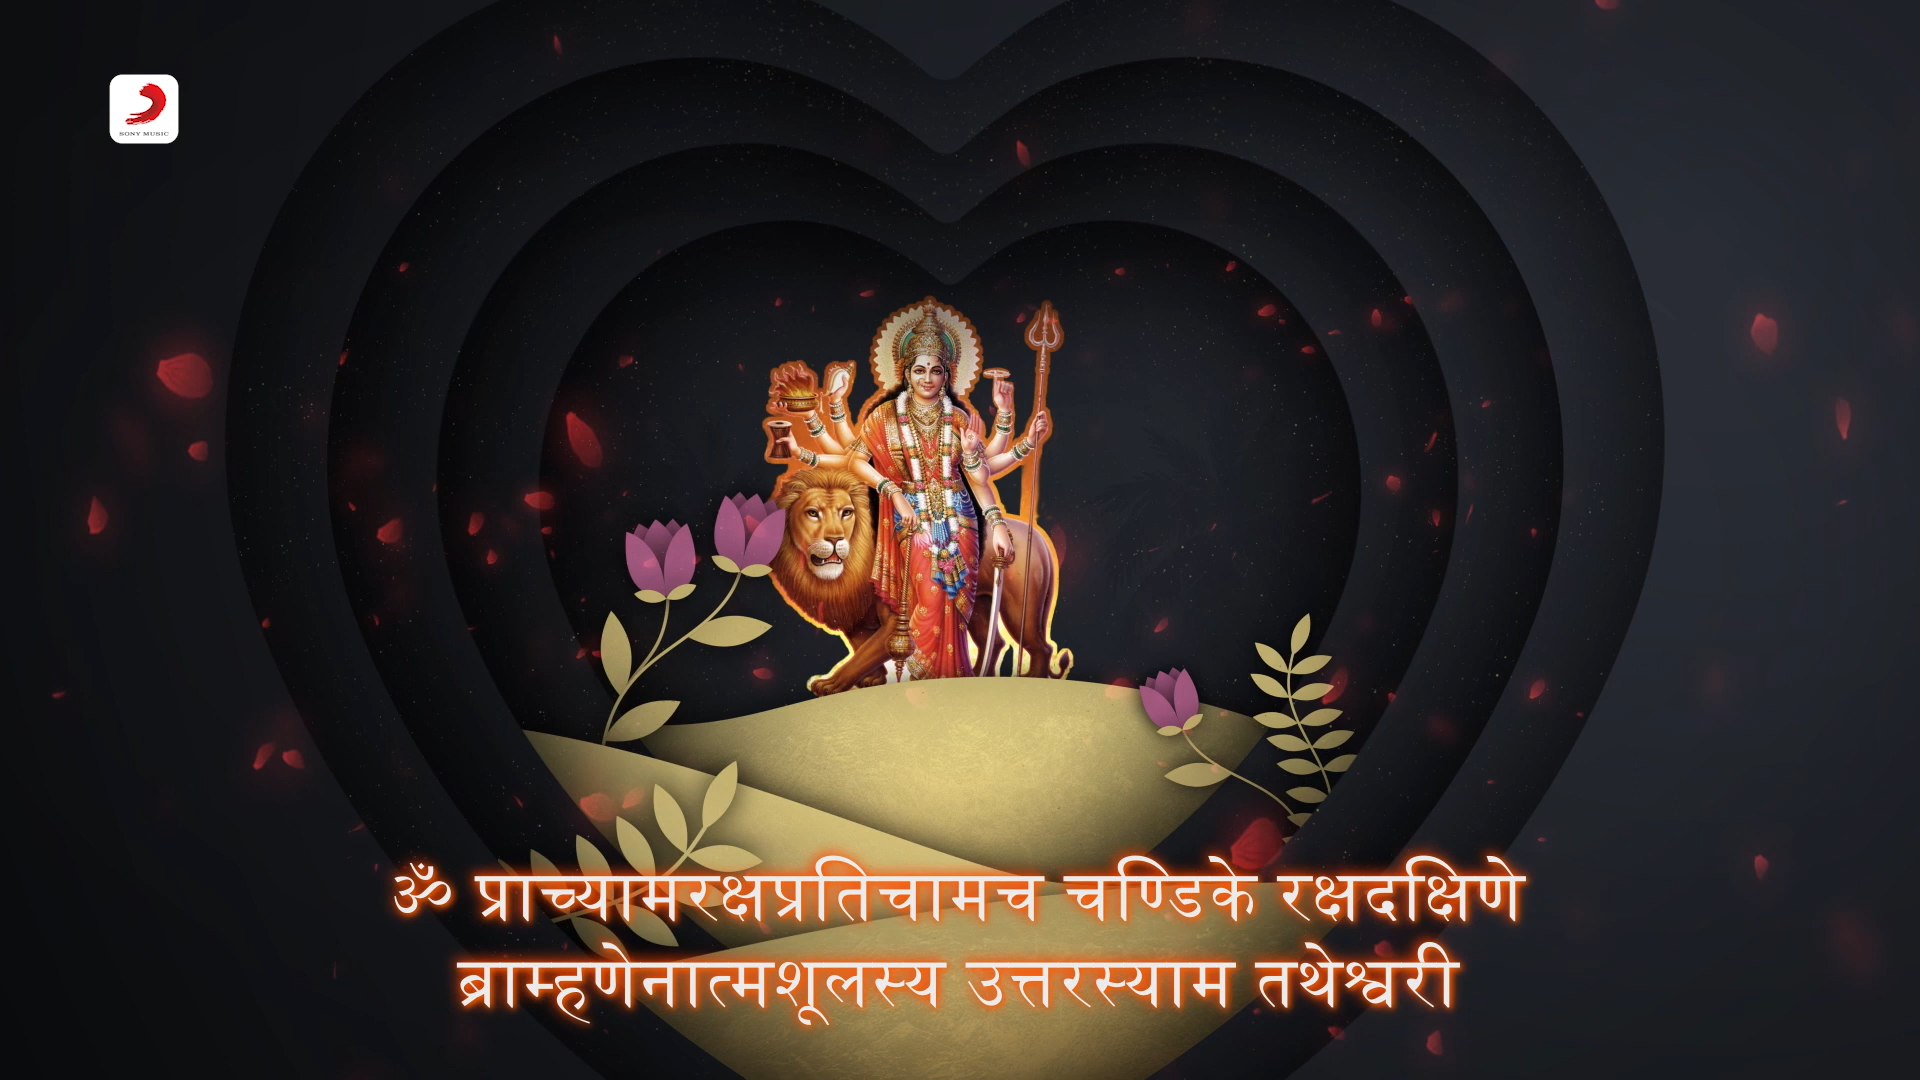 SONY MUSIC
ॐ प्राच्यामरक्षप्रतिचामच चण्डिके रक्षदक्षिणे
ब्राम्हणेनात्मशूलस्य उत्तरस्याम तथेश्वरी